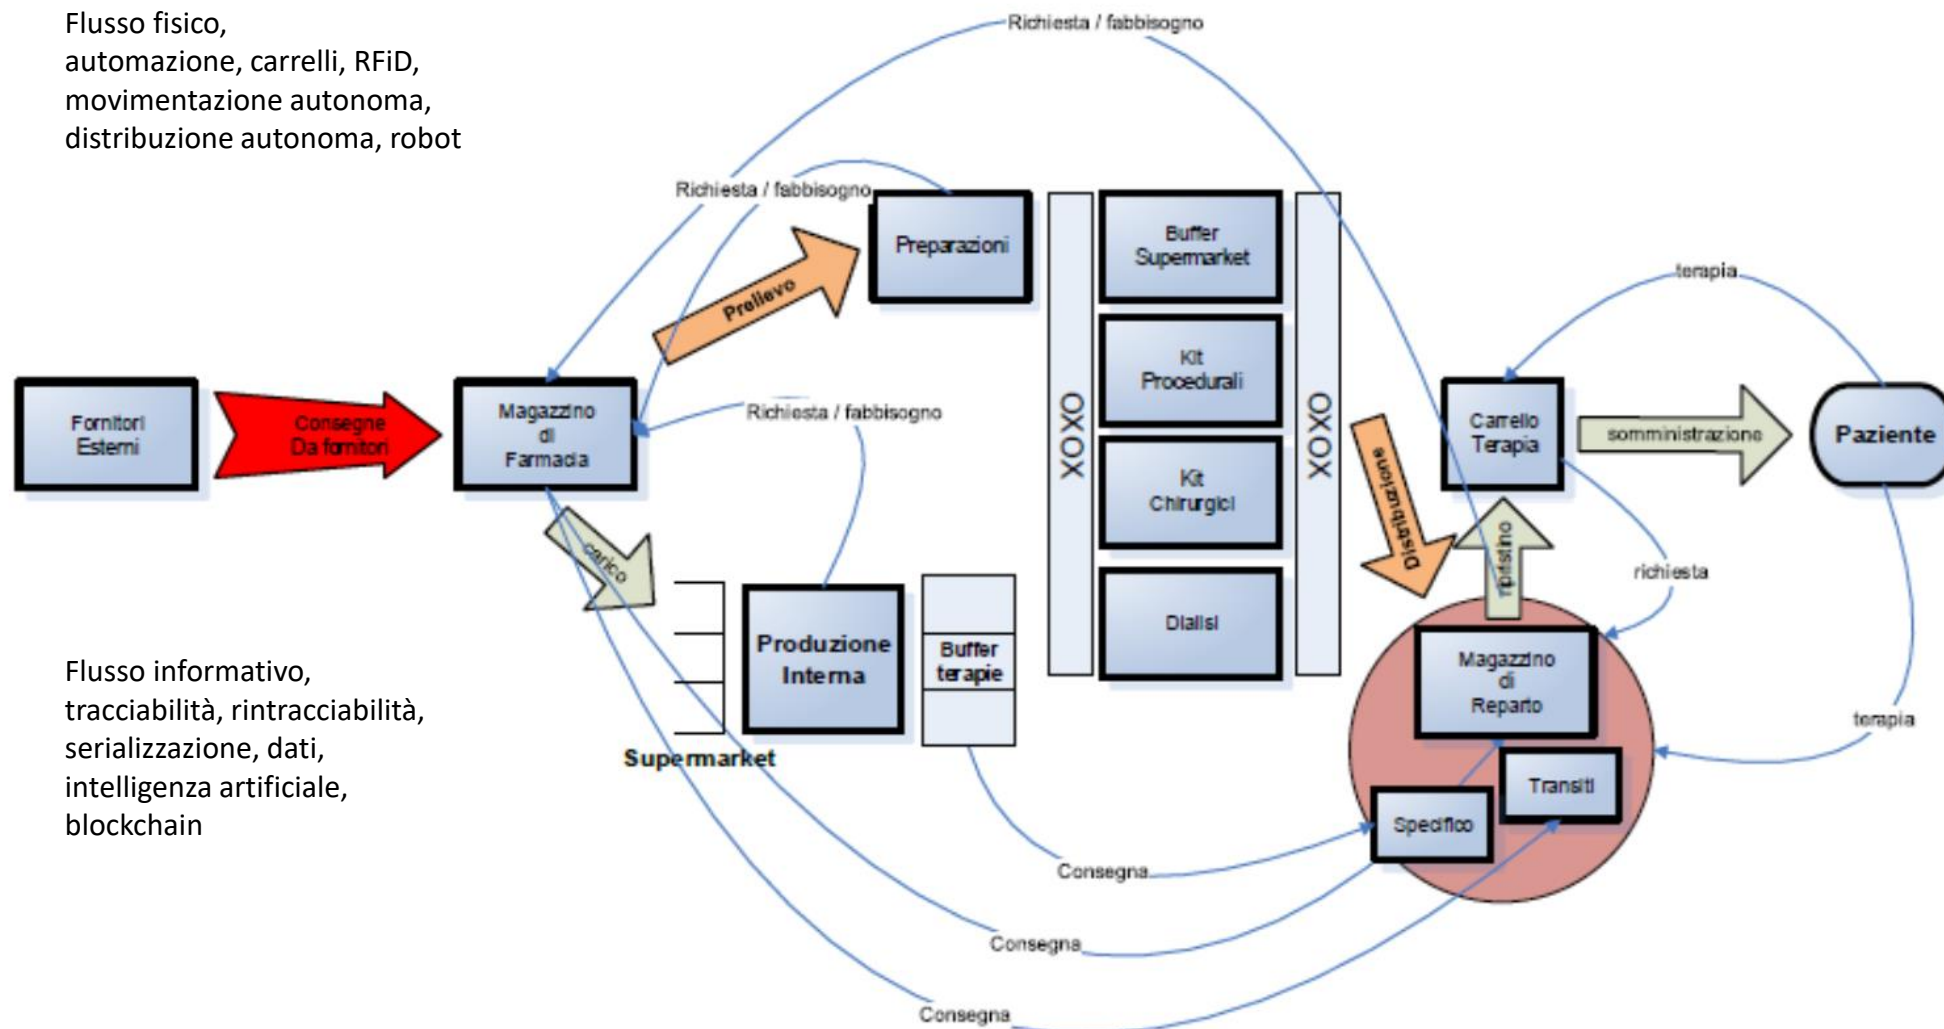 Flusso fisico,
automazione, carrelli, RFiD,
movimentazione autonoma,
distribuzione autonoma, robot
Richiesta / fabbisogno
Richiesta / fabbisogno
Prelievo
Preparazioni
OXOX
Buffer
Supermarket
Kit
Procedurali
Kit
Chirurgici
Dialisi
OXOX
Fornitori
Esterni
Consegne
Da fornitori
Magazzino
di
Farmacia
Richiesta / fabbisogno
carico
Supermarket
Produzione
Interna
Buffer
terapie
Distribuzione
terapia
Carrello
Terapia
somministrazione
Paziente
ripristino
richiesta
Magazzino
di
Reparto
Transiti
Specifico
terapia
Consegna
Consegna
Consegna
Flusso informativo,
tracciabilità, rintracciabilità,
serializzazione, dati,
intelligenza artificiale,
blockchain